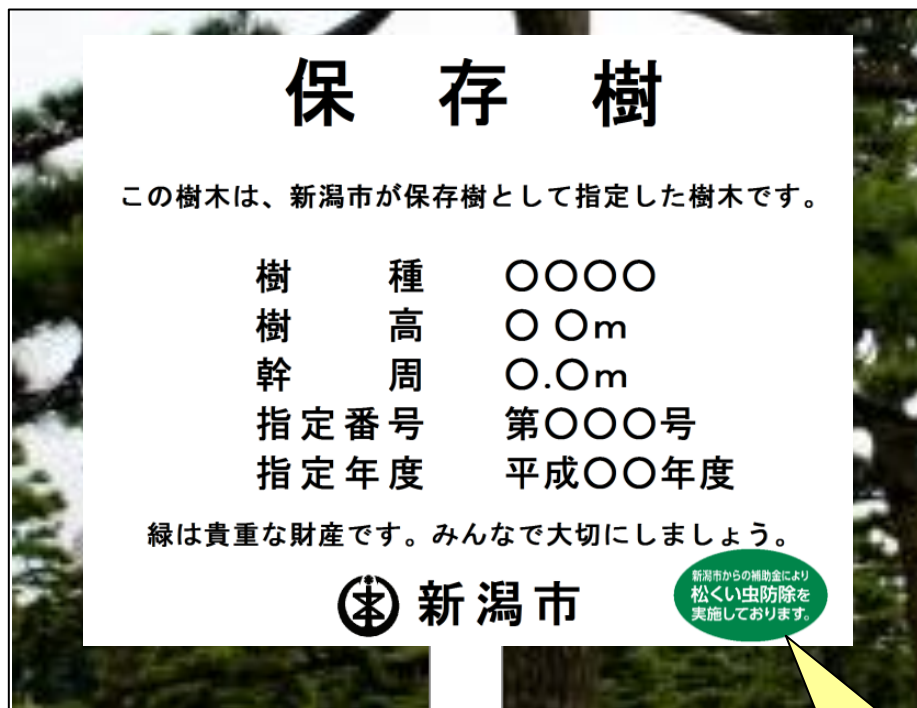 保存樹
この樹木は、新潟市が保存樹として指定した樹木です。
樹種 〇〇〇〇
樹高 〇〇m
幹周 〇.〇m
指定番号 第〇〇〇号
指定年度 平成〇〇年度
緑は貴重な財産です。みんなで大切にしましょう。
新潟市
新潟市からの補助金により
松くい虫防除を
実施しております。